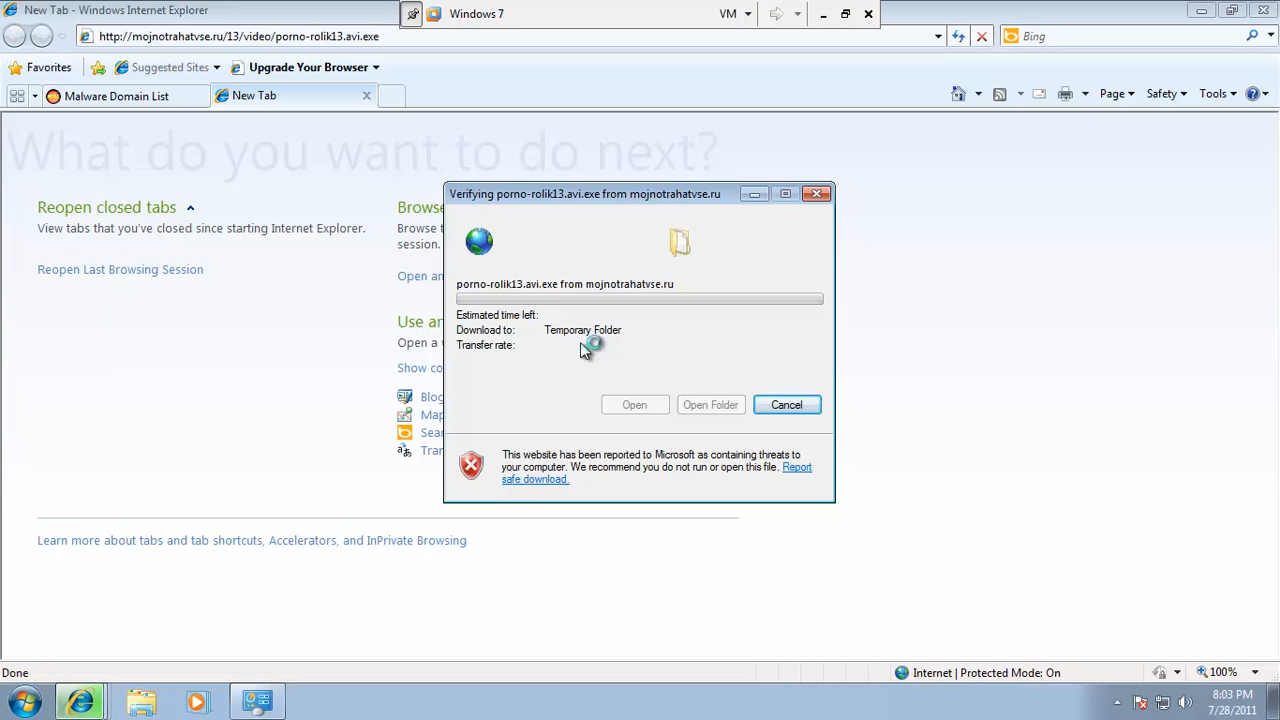 New Tab - Windows Internet Explorer
Windows 7 VM
http://mojnotrahatvse.ru/13/video/porno-rolik13.avi.exe
Bing
Favorites Suggested Sites Upgrade Your Browser
Malware Domain List New Tab Page Safety Tools
What do you want to do next?
Reopen closed tabs
View tabs that you've closed since starting Internet Explorer.
Reopen Last Browsing Session
Browse
session.
Open a
Show co
Blog
Map
Verifying porno-rolik13.avi.exe from mojnotrahatvse.ru
porno-rolik13.avi.exe from mojnotrahatvse.ru
Estimated time left:
Download to: Temporary Folder
Transfer rate:
Open Open Folder Cancel
This website has been reported to Microsoft as containing threats to
your computer. We recommend you do not run or open this file. Report
safe download.
Learn more about tabs and tab shortcuts, Accelerators, and InPrivate Browsing
Done
Internet | Protected Mode: On
100%
8:03 PM
7/28/2011